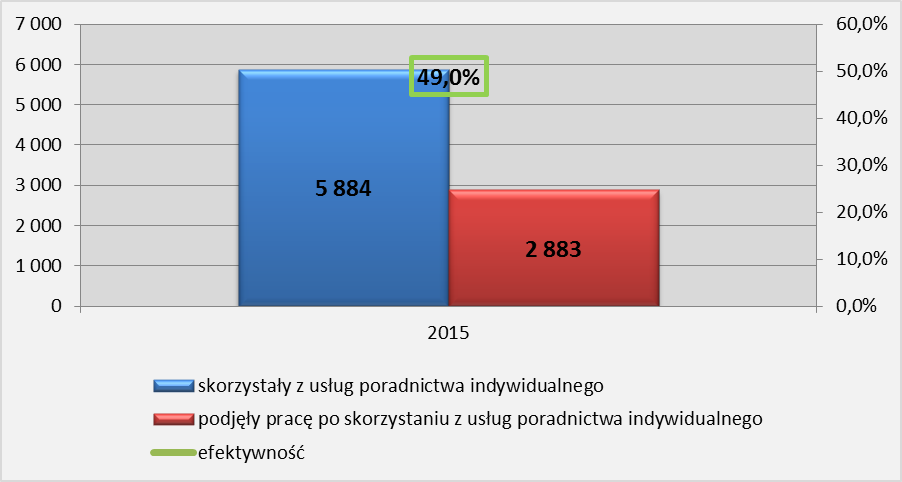 7 000 60,0%
6 000 49,0% 50,0%
5 000 40,0%
4 000
3 000 5 884 30,0%
2 000 2 883 20,0%
1 000 10,0%
0 0,0%
2015
skorzystały z usług poradnictwa indywidualnego
podjęły pracę po skorzystaniu z usług poradnictwa indywidualnego
efektywność